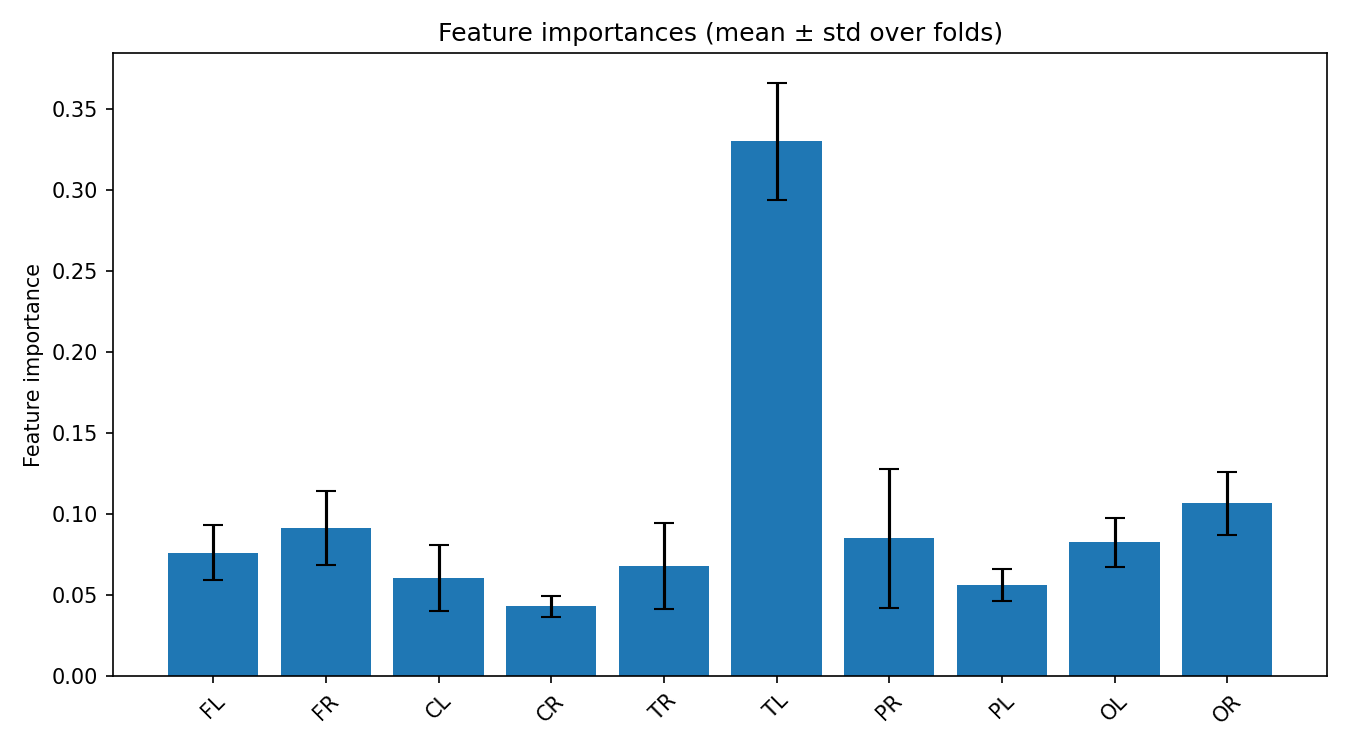 Feature importances (mean ± std over folds)
Feature importance
0.35
0.30
0.25
0.20
0.15
0.10
0.05
0.00
FL FR CL CR TR TL PR PL OL OR